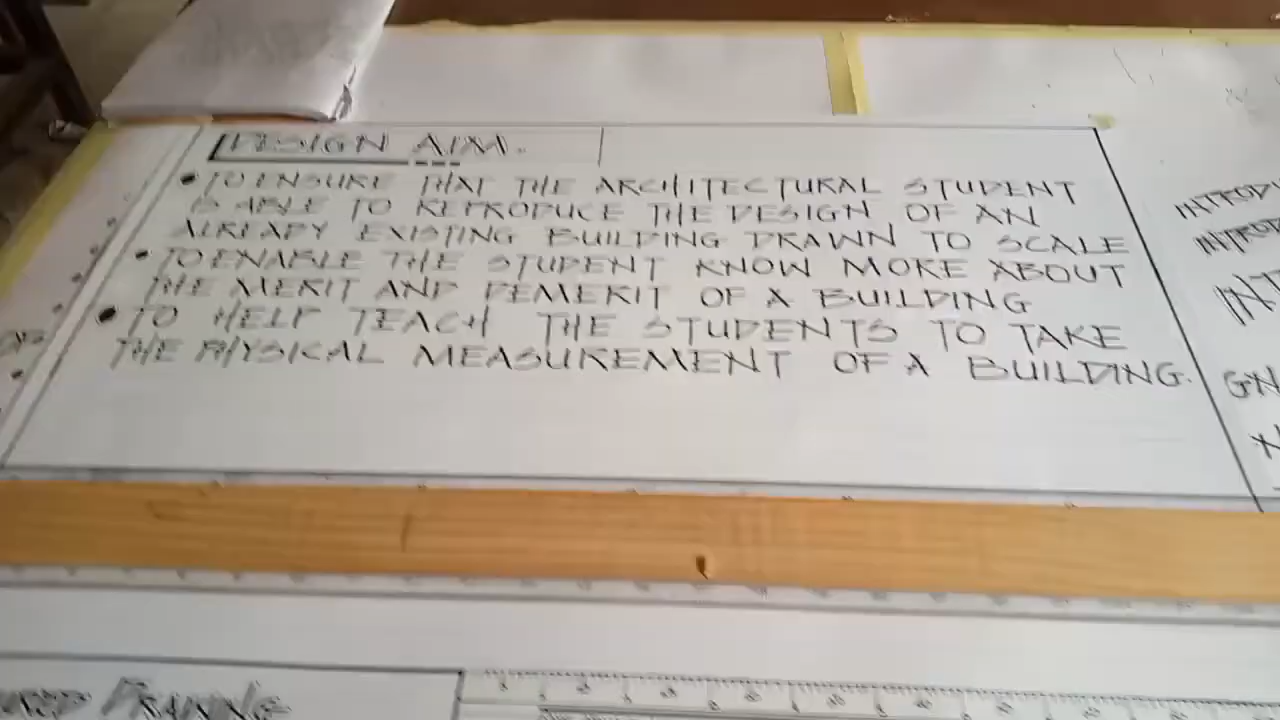 DESIGN AIM.
• TO ENSURE THAT THE ARCHITECTURAL STUDENT
IS ABLE TO REPRODUCE THE DESIGN OF AN
ALREADY EXISTING BUILDING DRAWN TO SCALE
• TO ENABLE THE STUDENT KNOW MORE ABOUT
THE MERIT AND DEMERIT OF A BUILDING
• TO HELP TEACH THE STUDENTS TO TAKE
THE PHYSICAL MEASUREMENT OF A BUILDING.